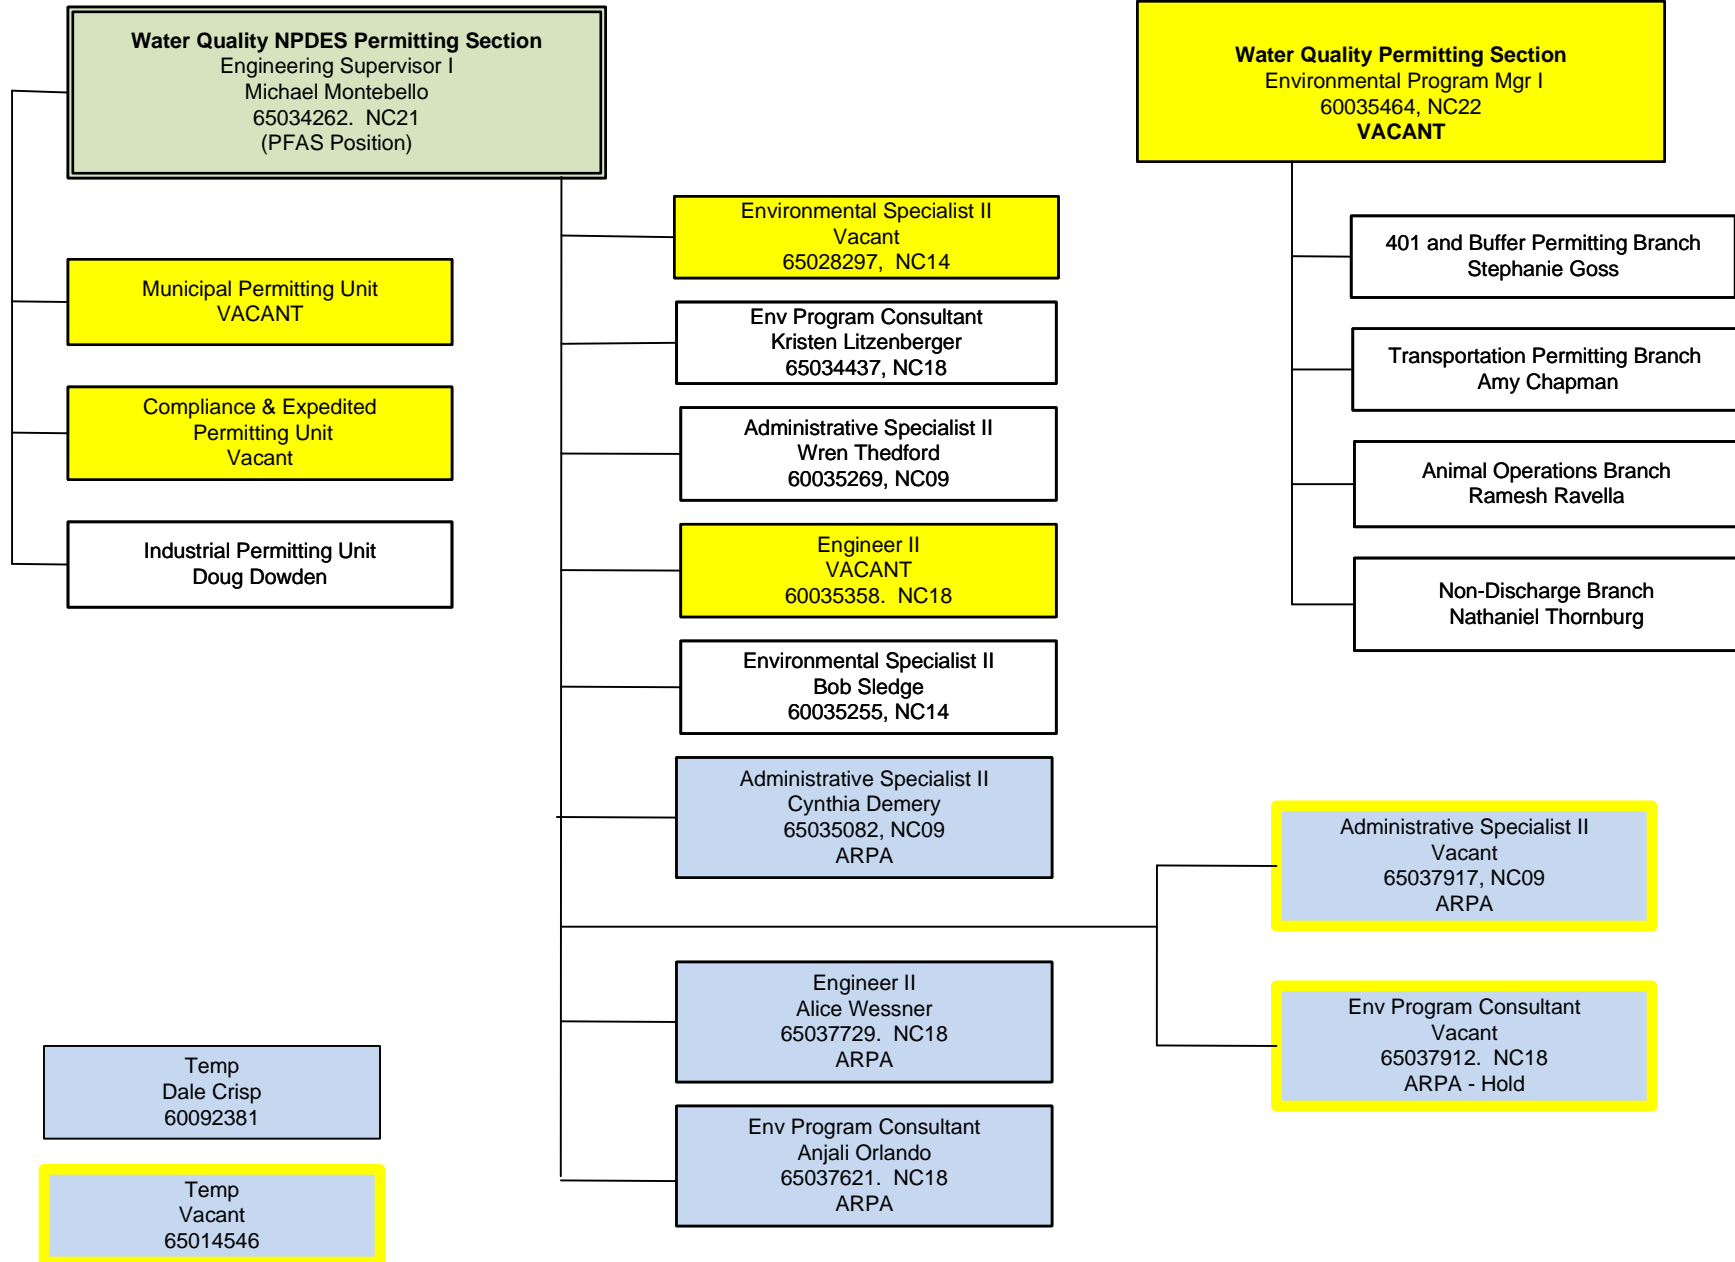 Water Quality NPDES Permitting Section
Engineering Supervisor I
Michael Montebello
65034262.  NC21
(PFAS Position)
Municipal Permitting Unit
VACANT
Compliance & Expedited
Permitting Unit
Vacant
Industrial Permitting Unit
Doug Dowden
Environmental Specialist II
Vacant
65028297,  NC14
Env Program Consultant
Kristen Litzenberger
65034437, NC18
Administrative Specialist II
Wren Thedford
60035269, NC09
Engineer II
VACANT
60035358.  NC18
Environmental Specialist II
Bob Sledge
60035255, NC14
Administrative Specialist II
Cynthia Demery
65035082, NC09
ARPA
Engineer II
Alice Wessner
65037729.  NC18
ARPA
Env Program Consultant
Anjali Orlando
65037621.  NC18
ARPA
Administrative Specialist II
Vacant
65037917, NC09
ARPA
Env Program Consultant
Vacant
65037912.  NC18
ARPA - Hold
Water Quality Permitting Section
Environmental Program Mgr I
60035464, NC22
VACANT
401 and Buffer Permitting Branch
Stephanie Goss
Transportation Permitting Branch
Amy Chapman
Animal Operations Branch
Ramesh Ravella
Non-Discharge Branch
Nathaniel Thornburg
Temp
Dale Crisp
60092381
Temp
Vacant
65014546